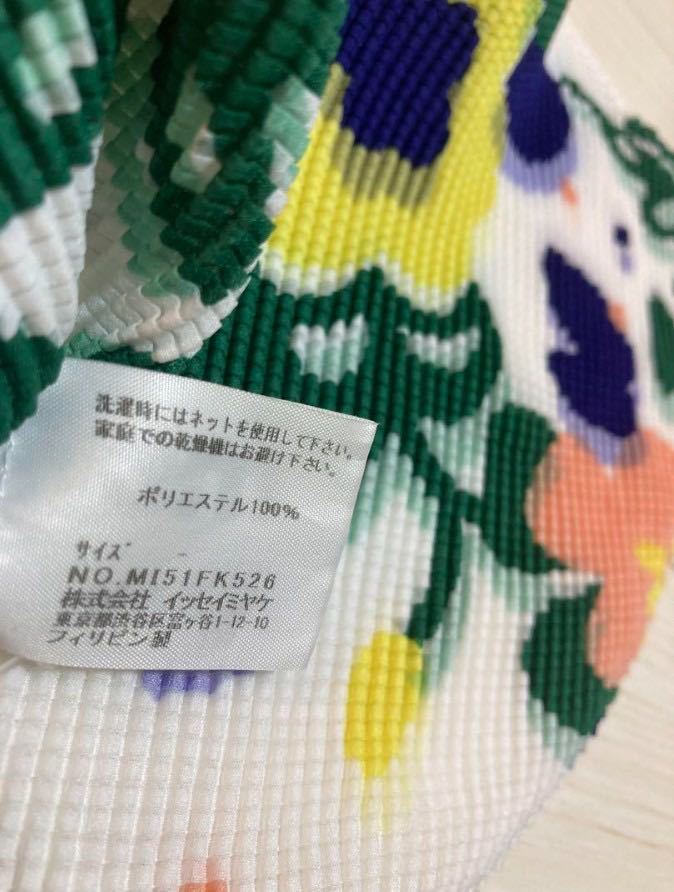 洗濯時にはネットを使用して下さい。
家庭での乾燥機はお避け下さい。
ポリエステル100%
サイズ -
NO.MI51FK526
株式会社 イッセイミヤケ
東京都渋谷区富ヶ谷1-12-10
フィリピン製